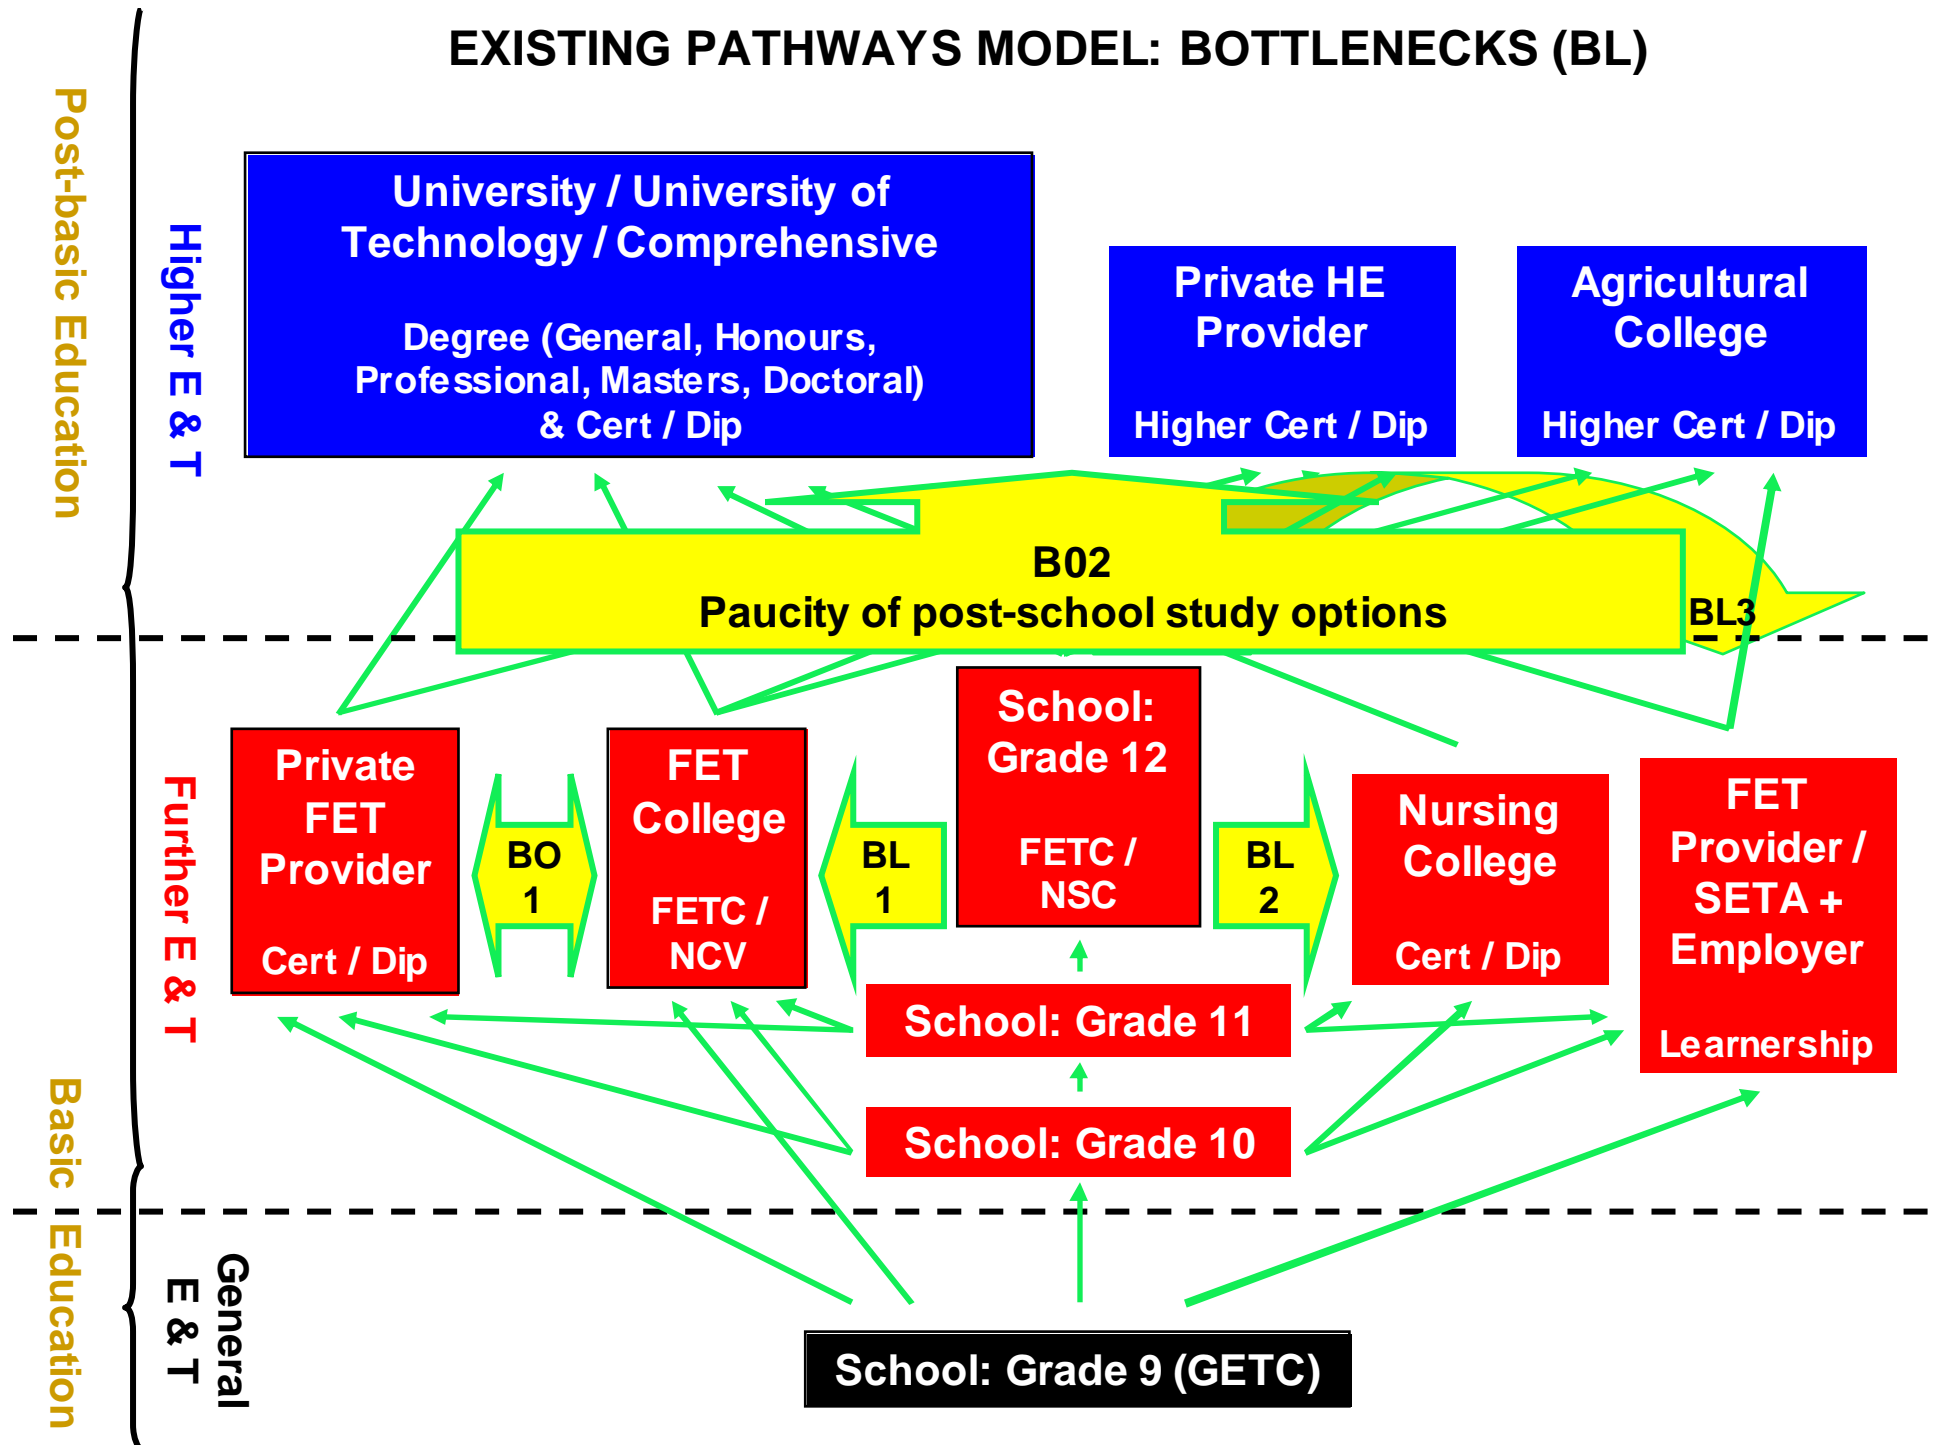 EXISTING PATHWAYS MODEL: BOTTLENECKS (BL)
Post-basic Education
Higher E & T
University / University of
Technology / Comprehensive
Degree (General, Honours,
Professional, Masters, Doctoral)
& Cert / Dip
Private HE
Provider
Higher Cert / Dip
Agricultural
College
Higher Cert / Dip
B02
Paucity of post-school study options
BL3
Further E & T
Private
FET
Provider
Cert / Dip
BO
1
FET
College
FETC /
NCV
BL
1
School:
Grade 12
FETC /
NSC
BL
2
Nursing
College
Cert / Dip
FET
Provider /
SETA +
Employer
Learnership
School: Grade 11
School: Grade 10
Basic Education
General
E & T
School: Grade 9 (GETC)